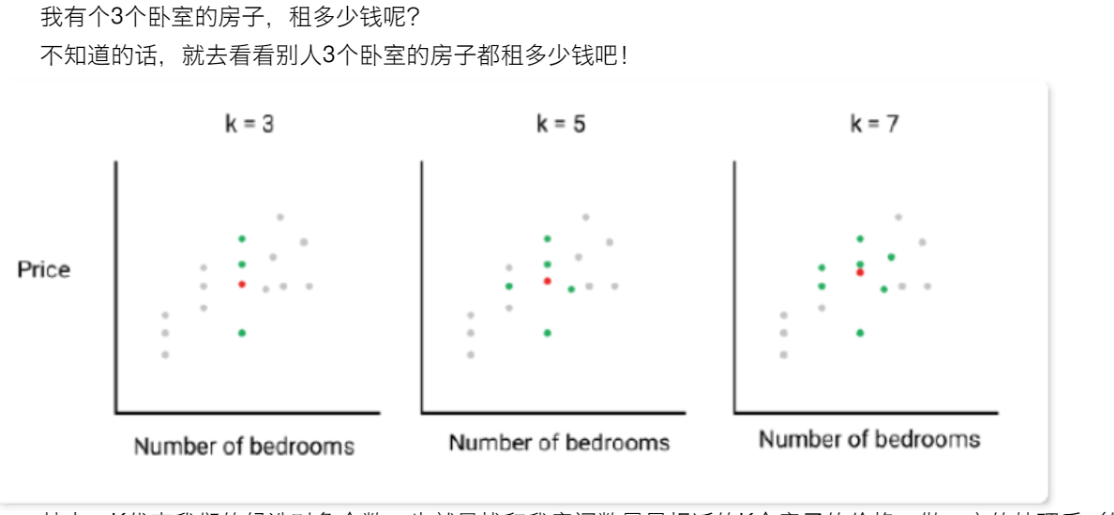 我有个3个卧室的房子，租多少钱呢？
不知道的话，就去看看别人3个卧室的房子都租多少钱吧！
k = 3
k = 5
k = 7
Price
Number of bedrooms
Number of bedrooms
Number of bedrooms